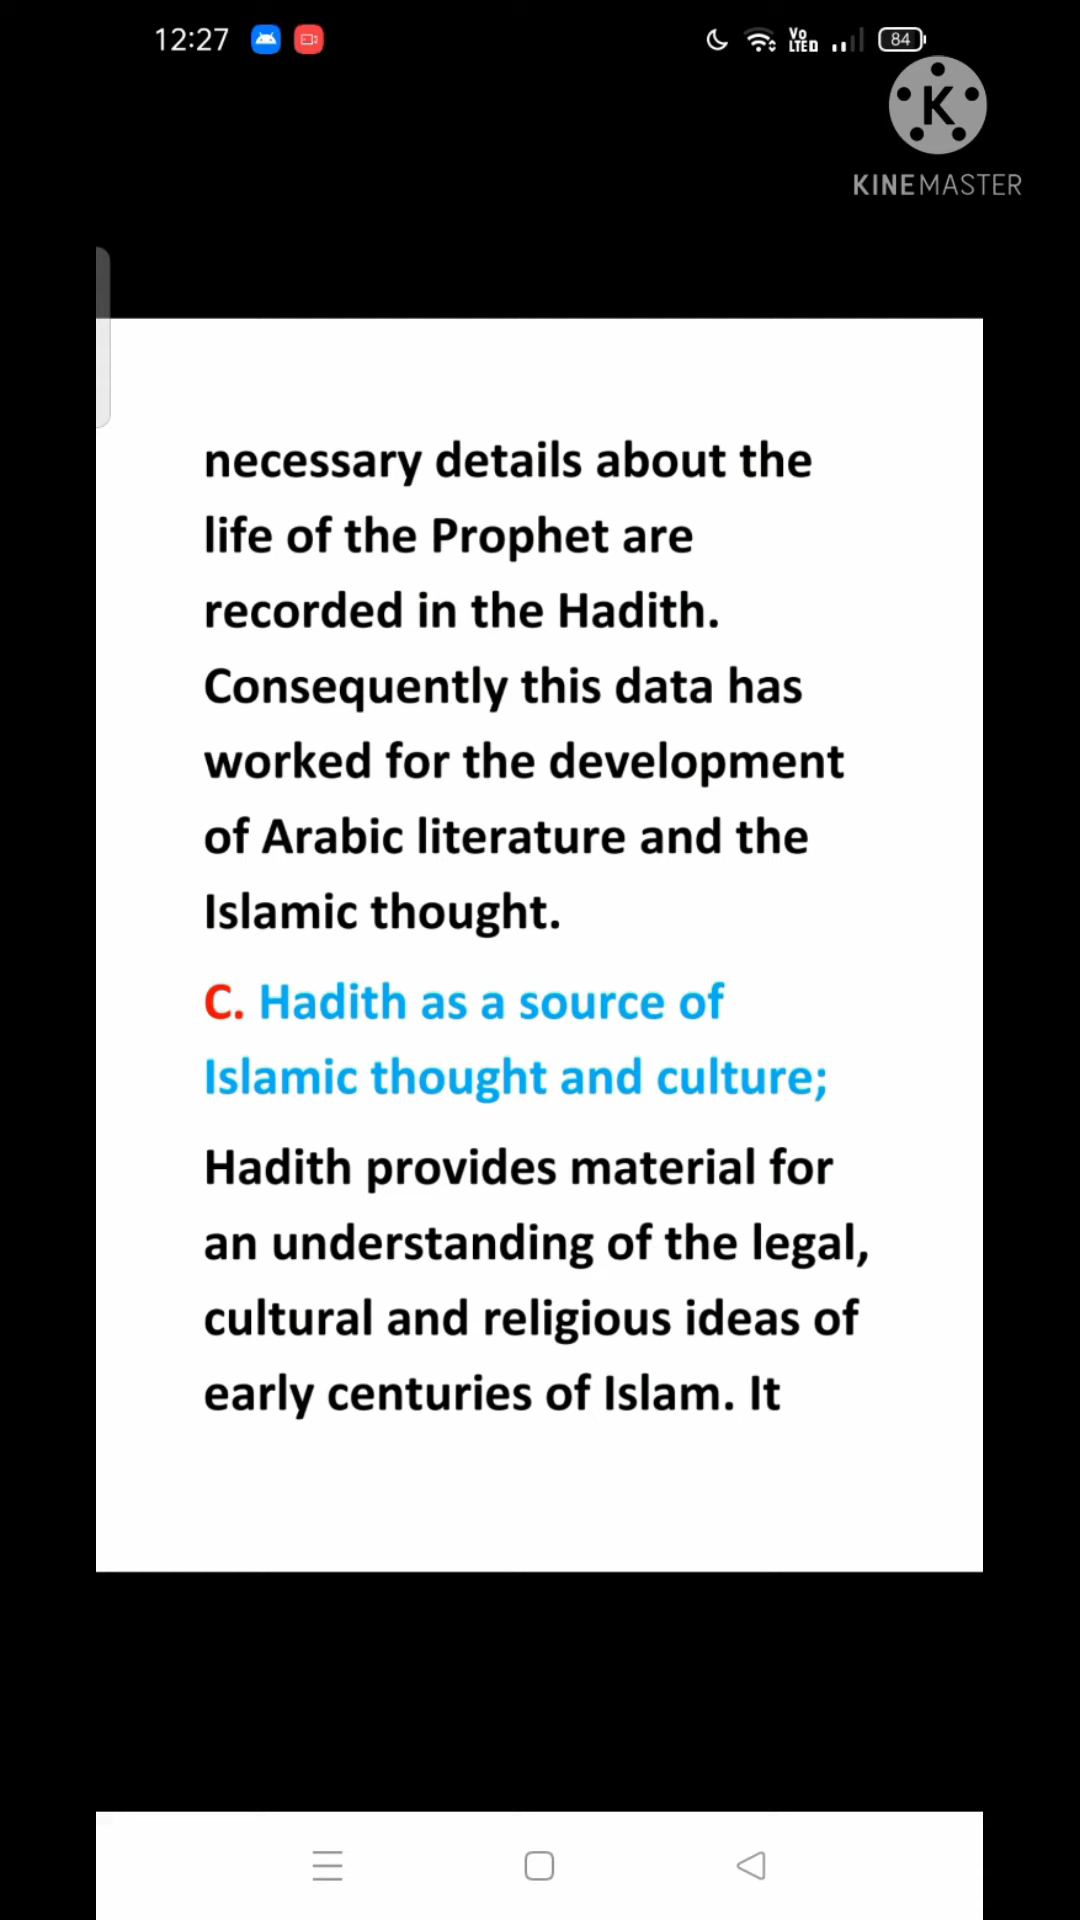 12:27
Vo
LTED
84
K
KINEMASTER
necessary details about the
life of the Prophet are
recorded in the Hadith.
Consequently this data has
worked for the development
of Arabic literature and the
Islamic thought.
C. Hadith as a source of
Islamic thought and culture;
Hadith provides material for
an understanding of the legal,
cultural and religious ideas of
early centuries of Islam. It